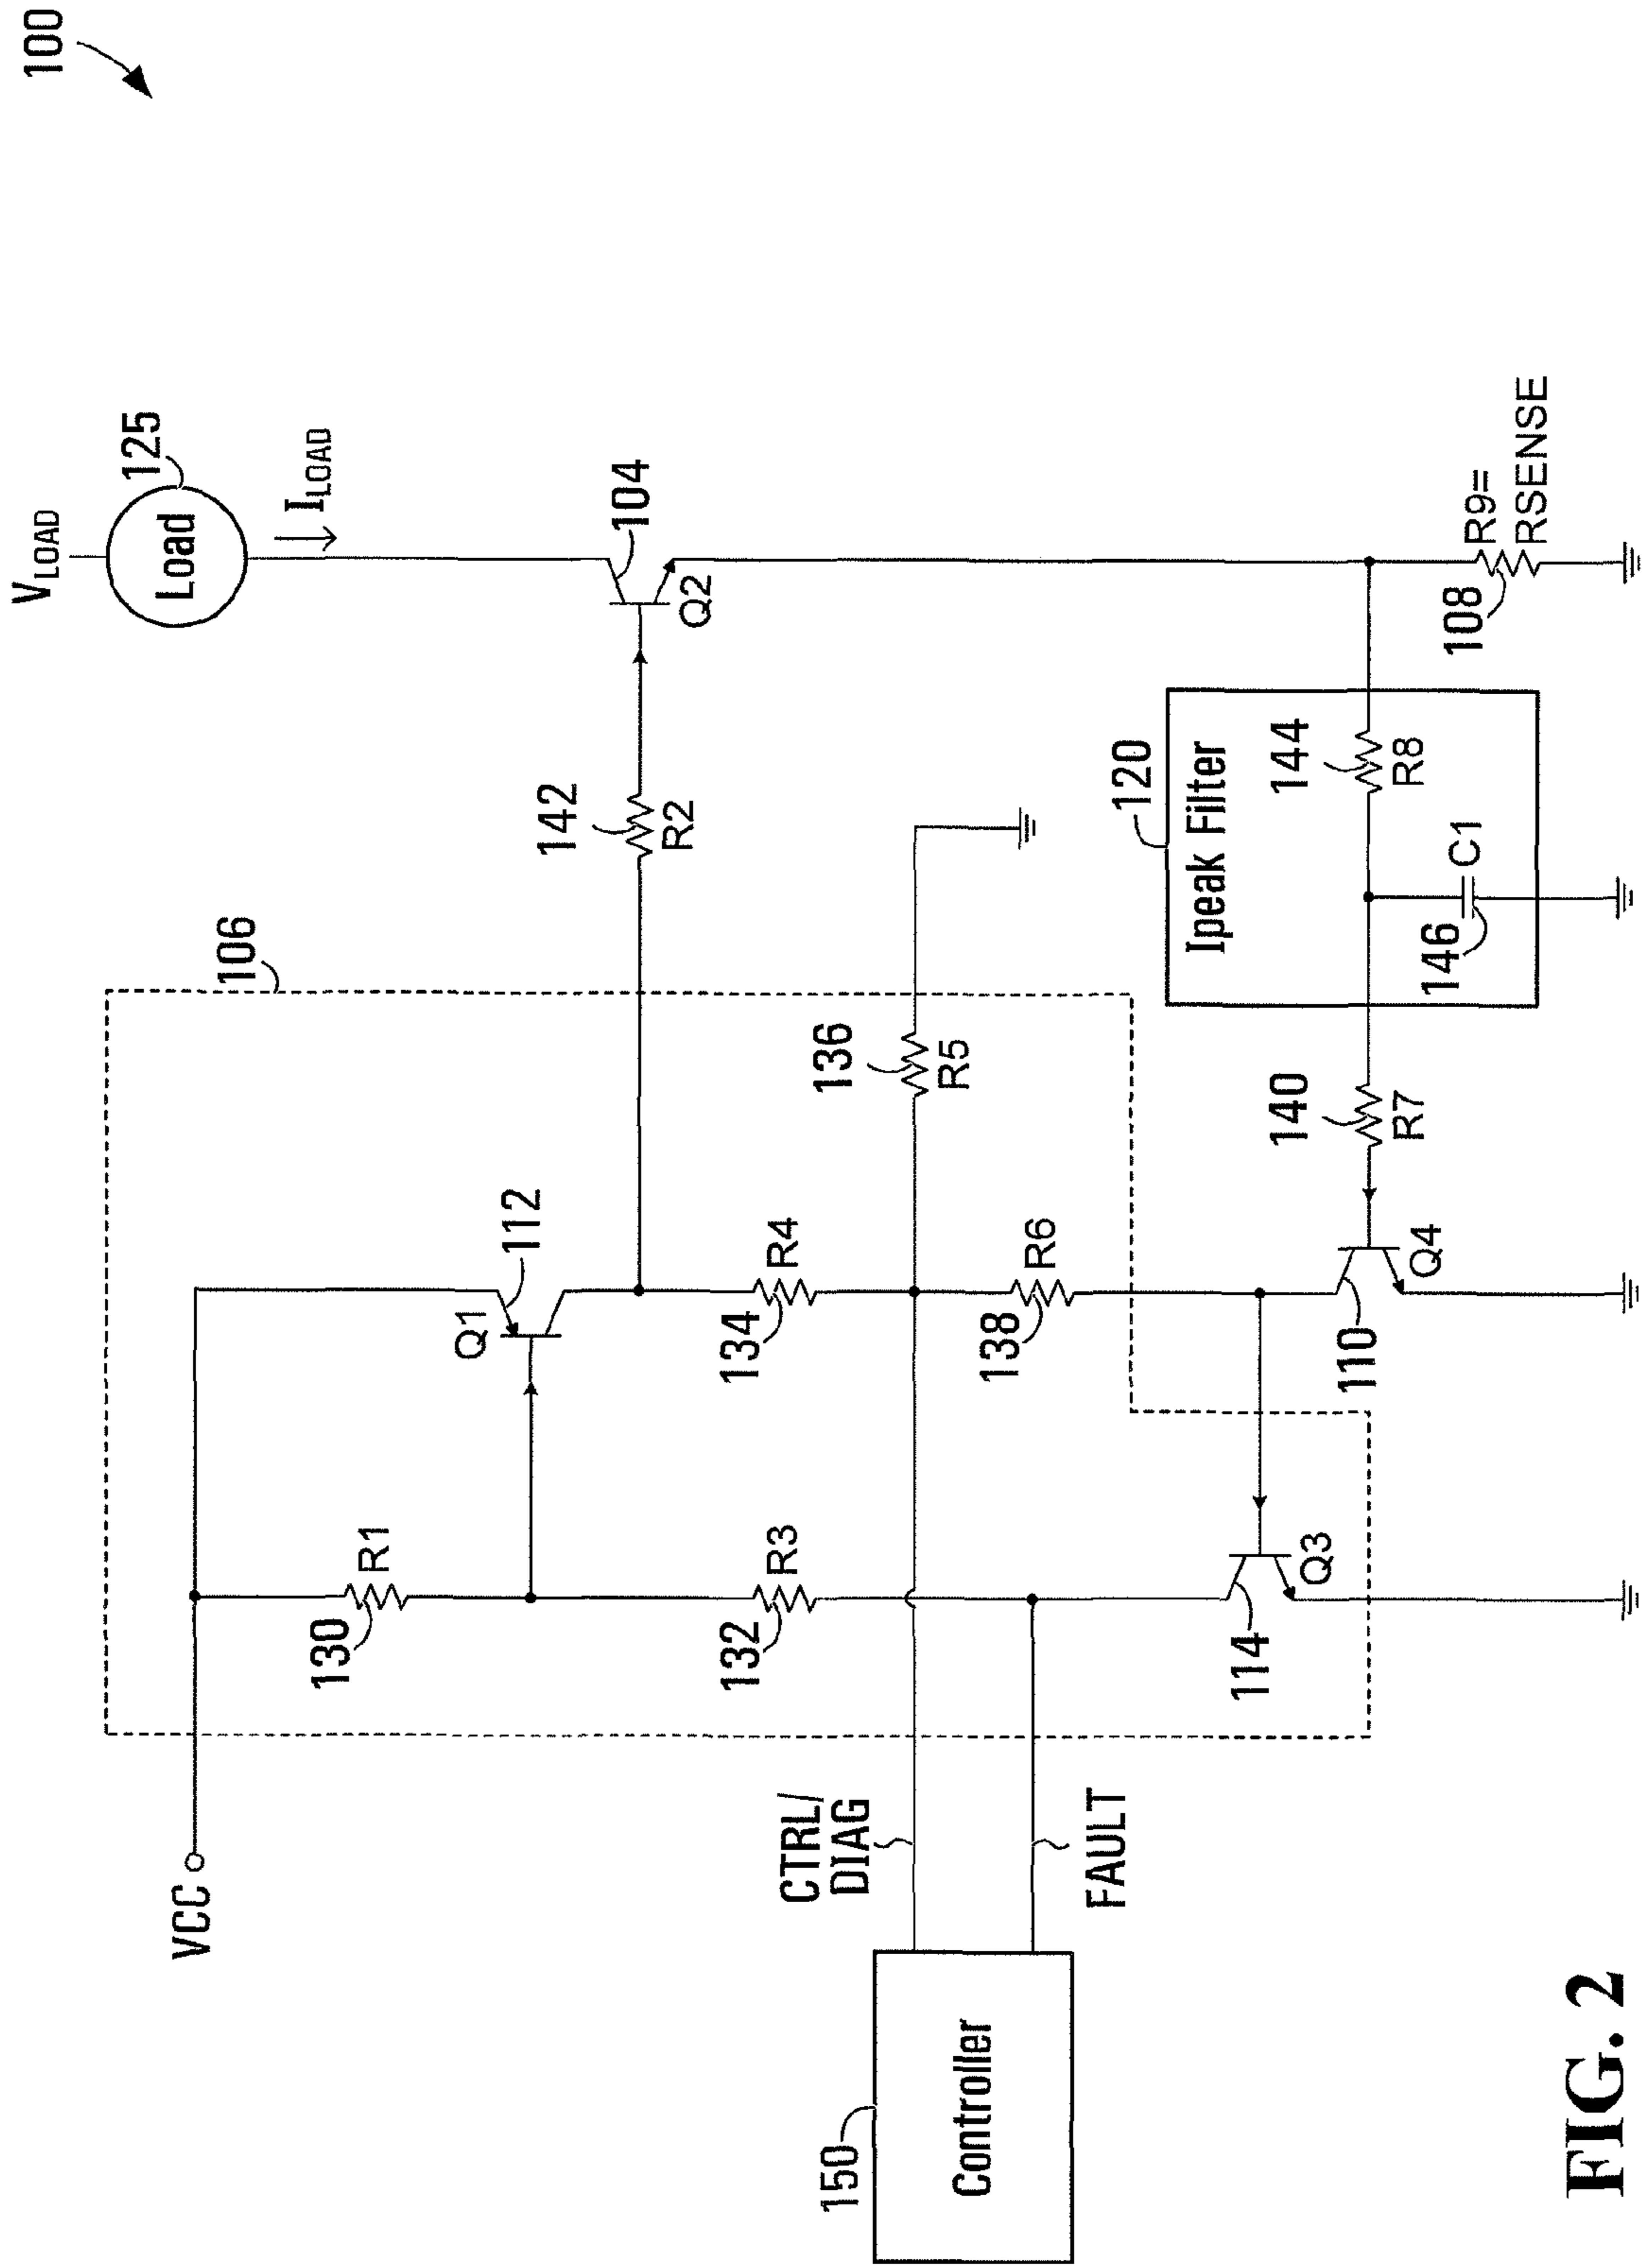 100
V_LOAD
125
Load
I_LOAD
104
Q2
142
R2
106
VCC
R1
130
Q1
112
R3
132
R4
134
136
R5
R6
138
CTRL/
DIAG
FAULT
150
Controller
114
Q3
110
Q4
140
R7
120
Ipeak Filter
144
R8
C1
146
108
R9=
RSENSE
FIG. 2